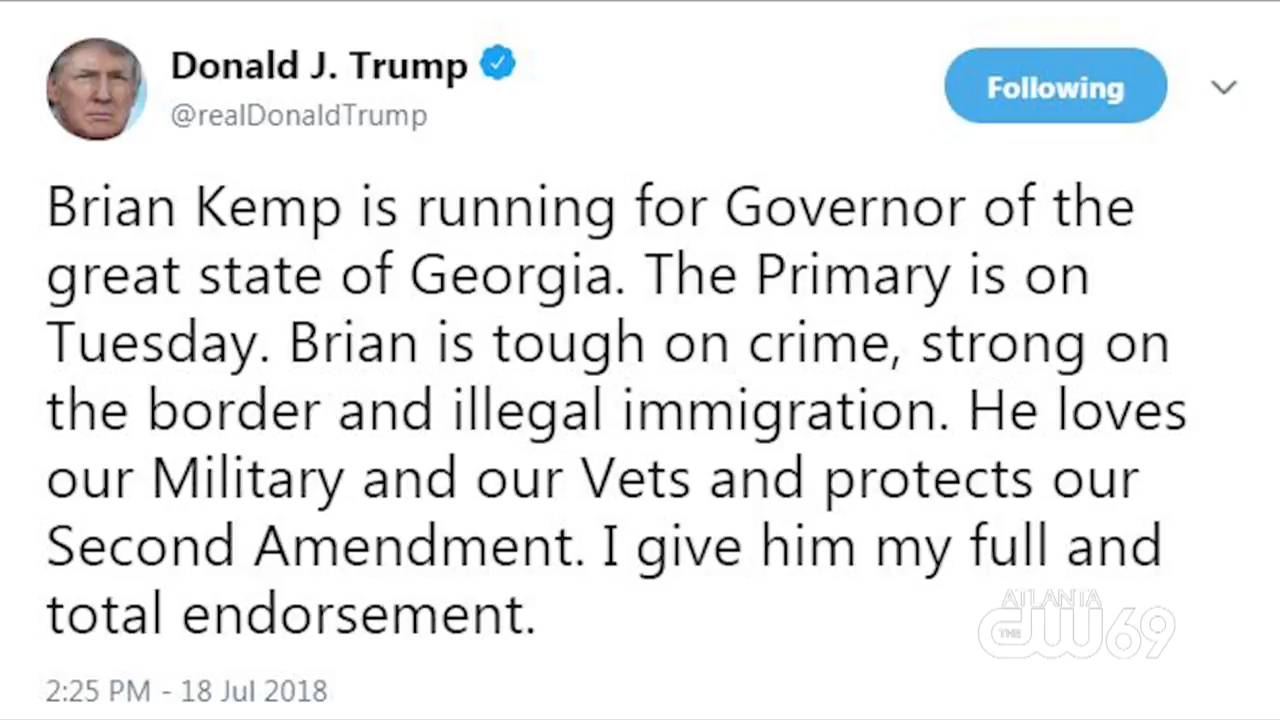 Donald J. Trump
@realDonaldTrump
Following
Brian Kemp is running for Governor of the
great state of Georgia. The Primary is on
Tuesday. Brian is tough on crime, strong on
the border and illegal immigration. He loves
our Military and our Vets and protects our
Second Amendment. I give him my full and
total endorsement.
ATLANTA
THE CW69
2:25 PM - 18 Jul 2018